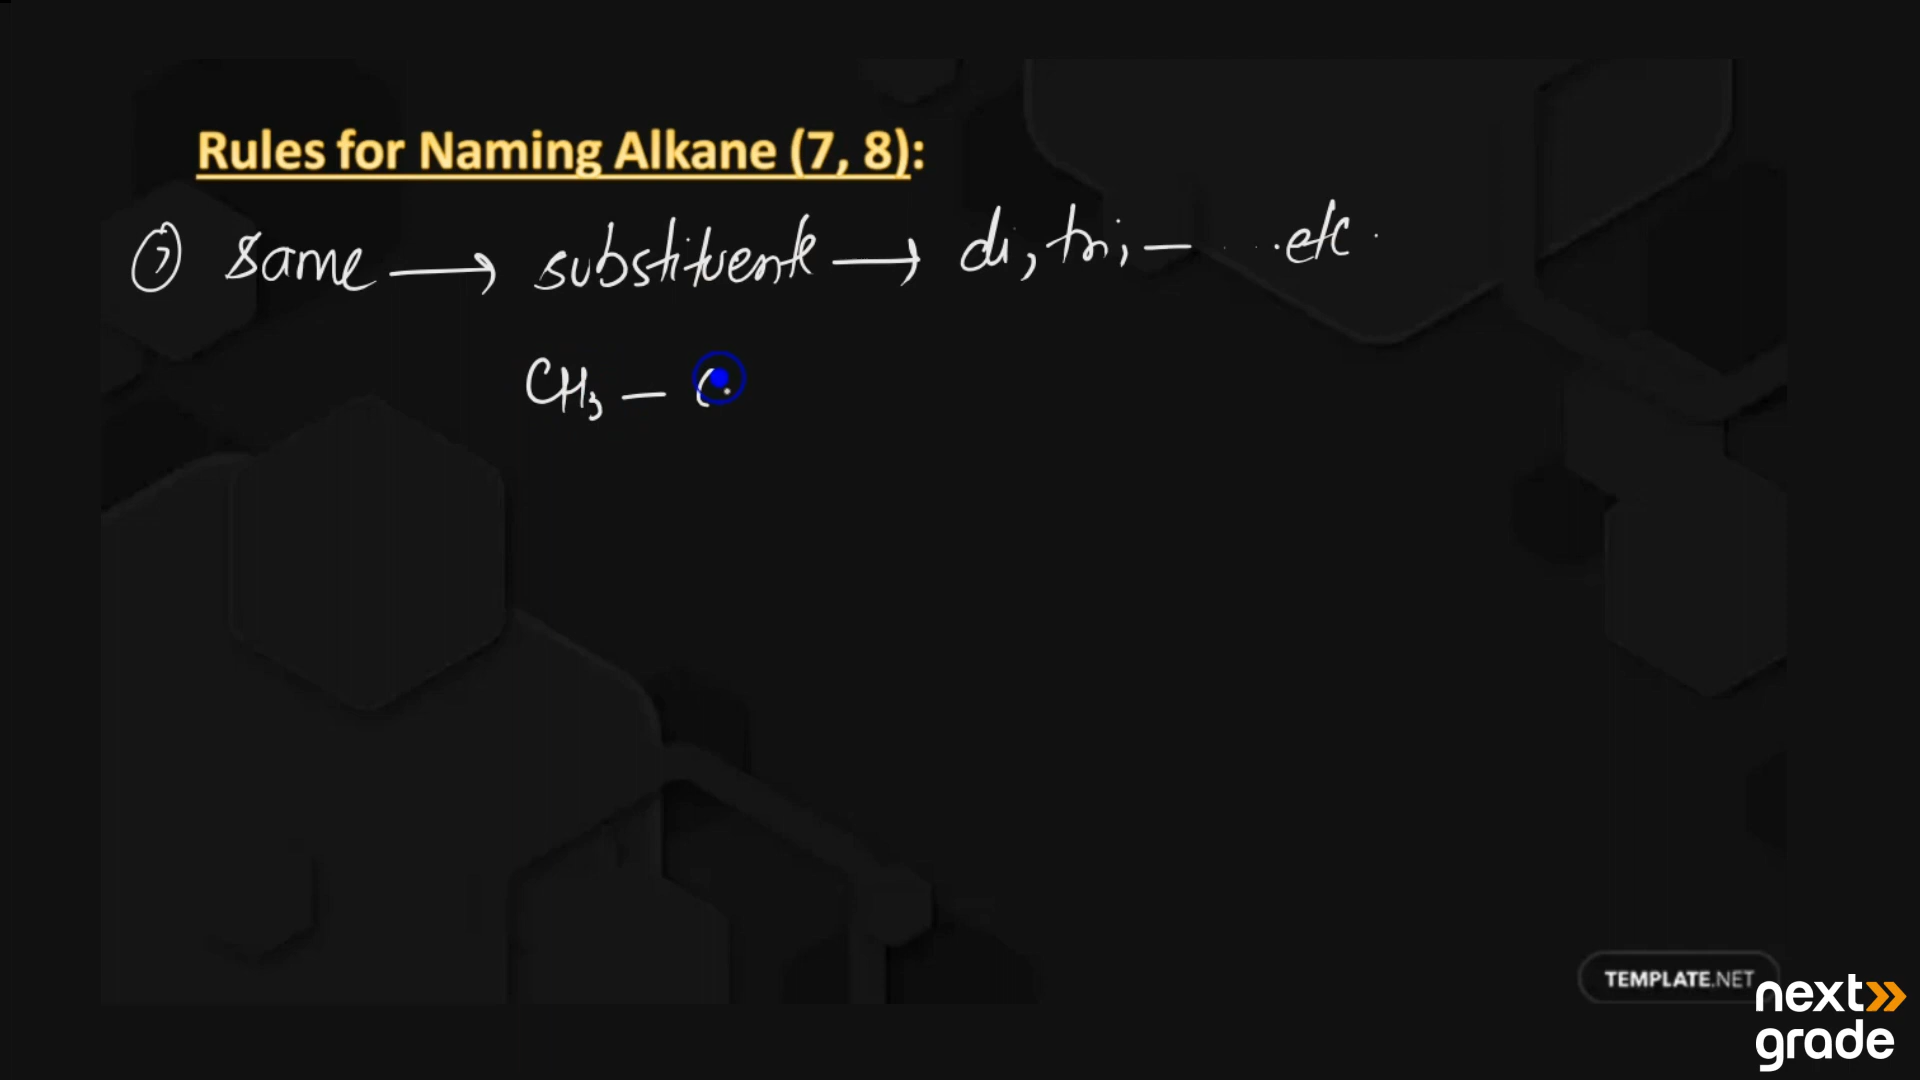 Rules for Naming Alkane (7, 8):
⑦ same → substituent → di, tri, – ... etc.
CH₃ – C
TEMPLATE.NET
next
grade